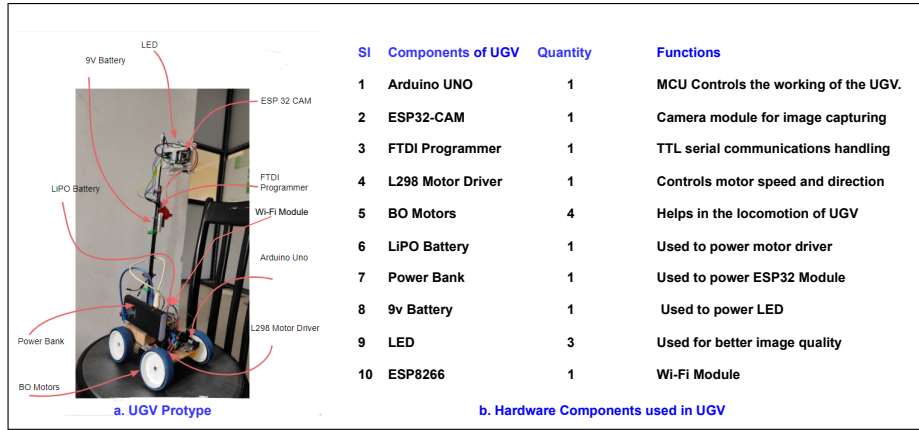 LED
9V Battery
ESP 32 CAM
FTDI
Programmer
LiPO Battery
Wi-Fi Module
Arduino Uno
L298 Motor Driver
Power Bank
BO Motors
a. UGV Protype
Sl Components of UGV Quantity Functions
1 Arduino UNO 1 MCU Controls the working of the UGV.
2 ESP32-CAM 1 Camera module for image capturing
3 FTDI Programmer 1 TTL serial communications handling
4 L298 Motor Driver 1 Controls motor speed and direction
5 BO Motors 4 Helps in the locomotion of UGV
6 LiPO Battery 1 Used to power motor driver
7 Power Bank 1 Used to power ESP32 Module
8 9v Battery 1 Used to power LED
9 LED 3 Used for better image quality
10 ESP8266 1 Wi-Fi Module
b. Hardware Components used in UGV